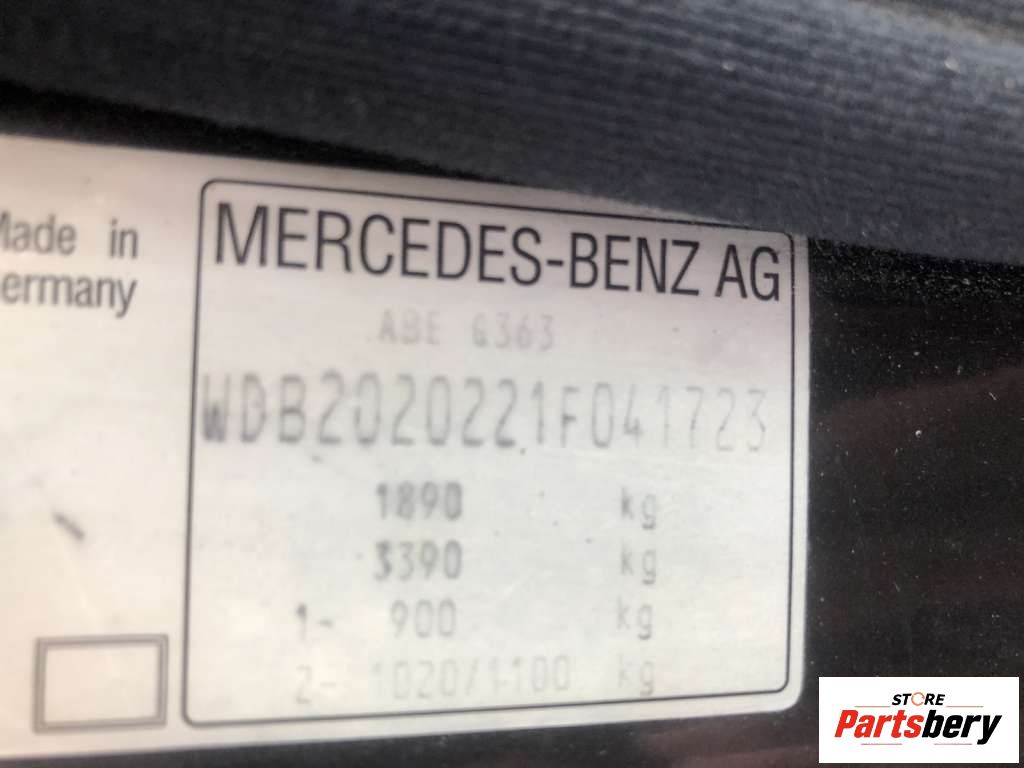 Made in
Germany
MERCEDES-BENZ AG
ABE G363
WDB2020221F041723
1890 kg
3390 kg
1- 900 kg
2- 1020/1100 kg
STORE
Partsbery